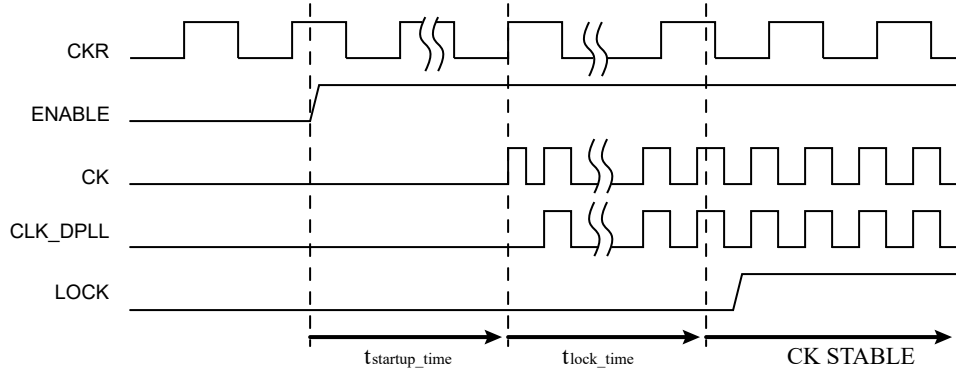 CKR
ENABLE
CK
CLK_DPLL
LOCK
tstartup_time tlock_time CK STABLE